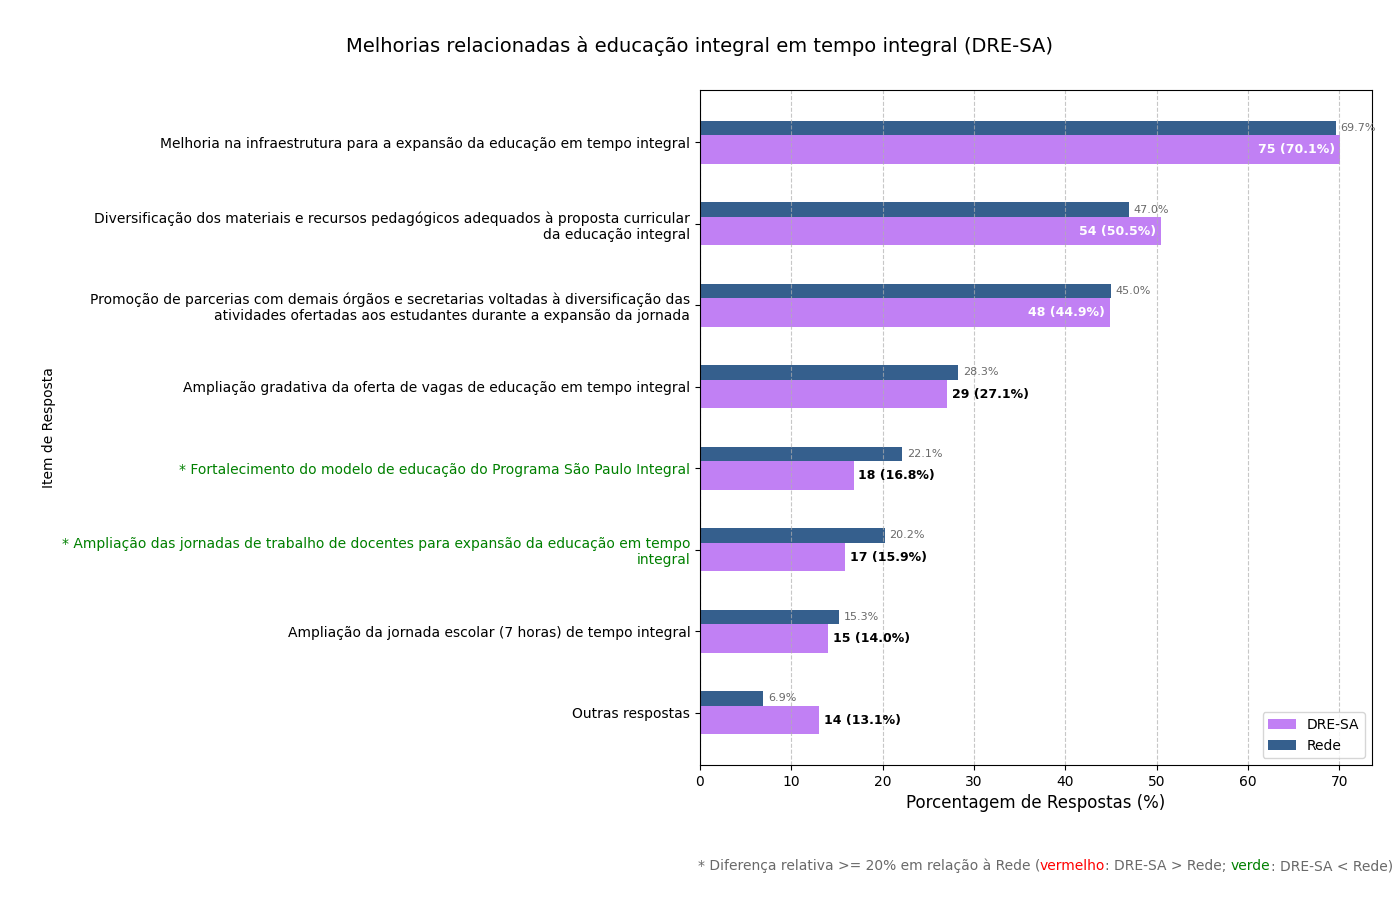 Melhorias relacionadas à educação integral em tempo integral (DRE-SA)
Item de Resposta
Melhoria na infraestrutura para a expansão da educação em tempo integral
69.7%
75 (70.1%)
Diversificação dos materiais e recursos pedagógicos adequados à proposta curricular
da educação integral
47.0%
54 (50.5%)
Promoção de parcerias com demais órgãos e secretarias voltadas à diversificação das
atividades ofertadas aos estudantes durante a expansão da jornada
45.0%
48 (44.9%)
Ampliação gradativa da oferta de vagas de educação em tempo integral
28.3%
29 (27.1%)
* Fortalecimento do modelo de educação do Programa São Paulo Integral
22.1%
18 (16.8%)
* Ampliação das jornadas de trabalho de docentes para expansão da educação em tempo
integral
20.2%
17 (15.9%)
Ampliação da jornada escolar (7 horas) de tempo integral
15.3%
15 (14.0%)
Outras respostas
6.9%
14 (13.1%)
DRE-SA
Rede
0 10 20 30 40 50 60 70
Porcentagem de Respostas (%)
* Diferença relativa >= 20% em relação à Rede (vermelho: DRE-SA > Rede; verde: DRE-SA < Rede)